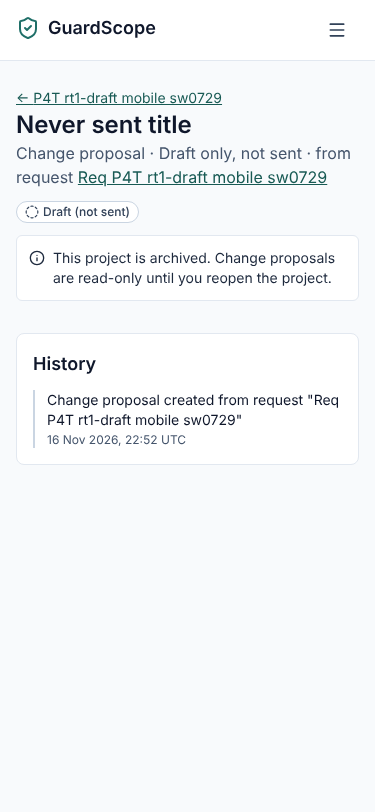 GuardScope
← P4T rt1-draft mobile sw0729
Never sent title
Change proposal · Draft only, not sent · from
request Req P4T rt1-draft mobile sw0729
Draft (not sent)
This project is archived. Change proposals
are read-only until you reopen the project.
History
Change proposal created from request "Req
P4T rt1-draft mobile sw0729"
16 Nov 2026, 22:52 UTC